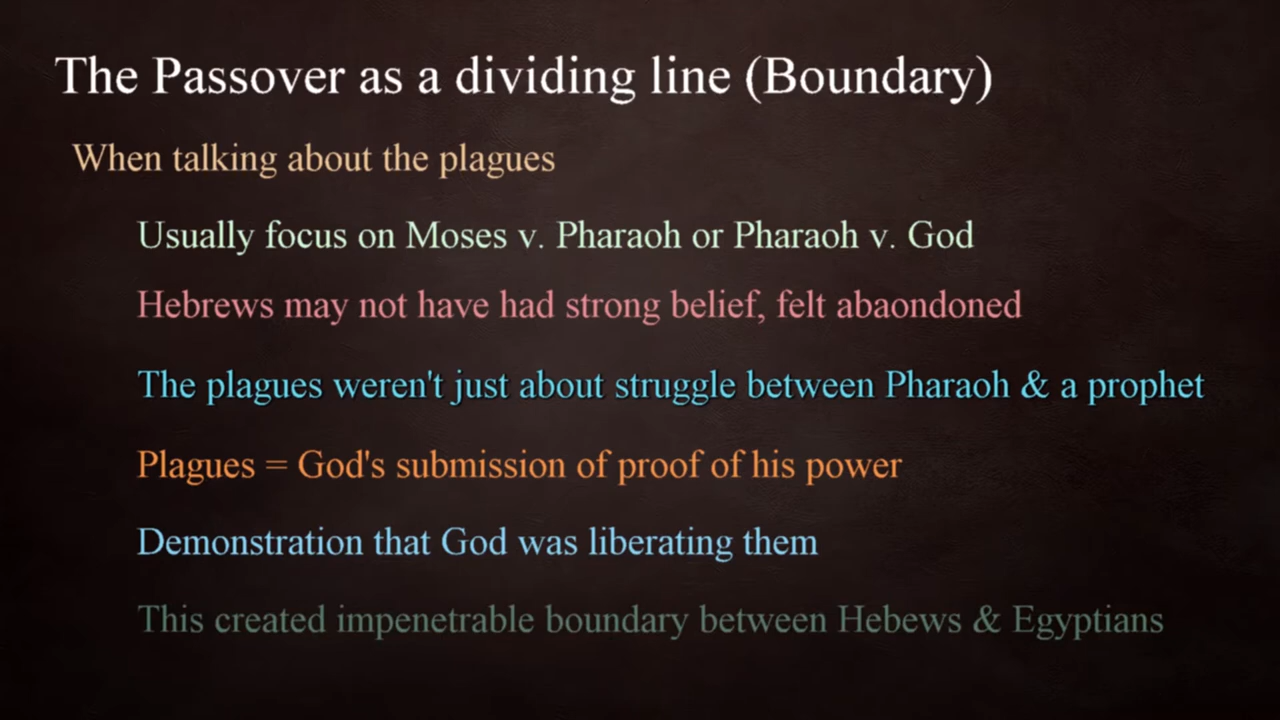 The Passover as a dividing line (Boundary)
When talking about the plagues
Usually focus on Moses v. Pharaoh or Pharaoh v. God
Hebrews may not have had strong belief, felt abaondoned
The plagues weren't just about struggle between Pharaoh & a prophet
Plagues = God's submission of proof of his power
Demonstration that God was liberating them
This created impenetrable boundary between Hebews & Egyptians